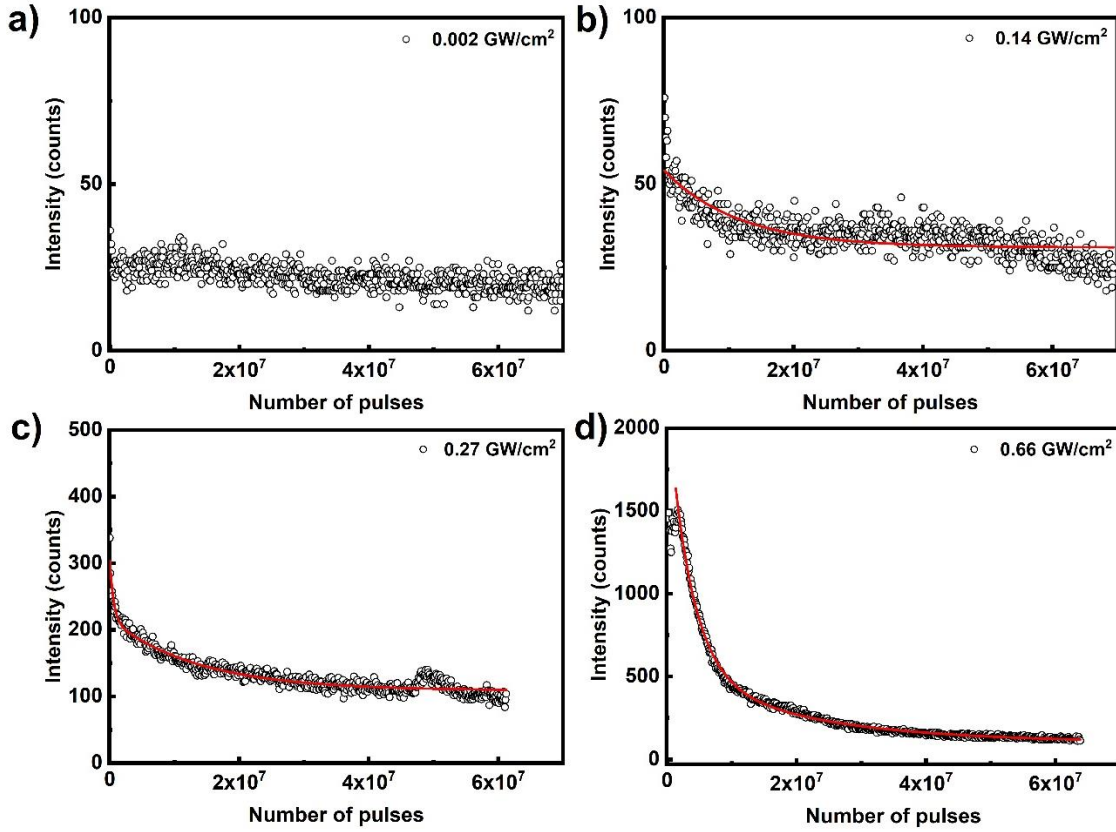 a)
100
50
0
Intensity (counts)
0.002 GW/cm²
0
2x10⁷
4x10⁷
6x10⁷
Number of pulses
b)
100
50
0
Intensity (counts)
0.14 GW/cm²
0
2x10⁷
4x10⁷
6x10⁷
Number of pulses
c)
500
400
300
200
100
0
Intensity (counts)
0.27 GW/cm²
0
2x10⁷
4x10⁷
6x10⁷
Number of pulses
d)
2000
1500
1000
500
0
Intensity (counts)
0.66 GW/cm²
0
2x10⁷
4x10⁷
6x10⁷
Number of pulses